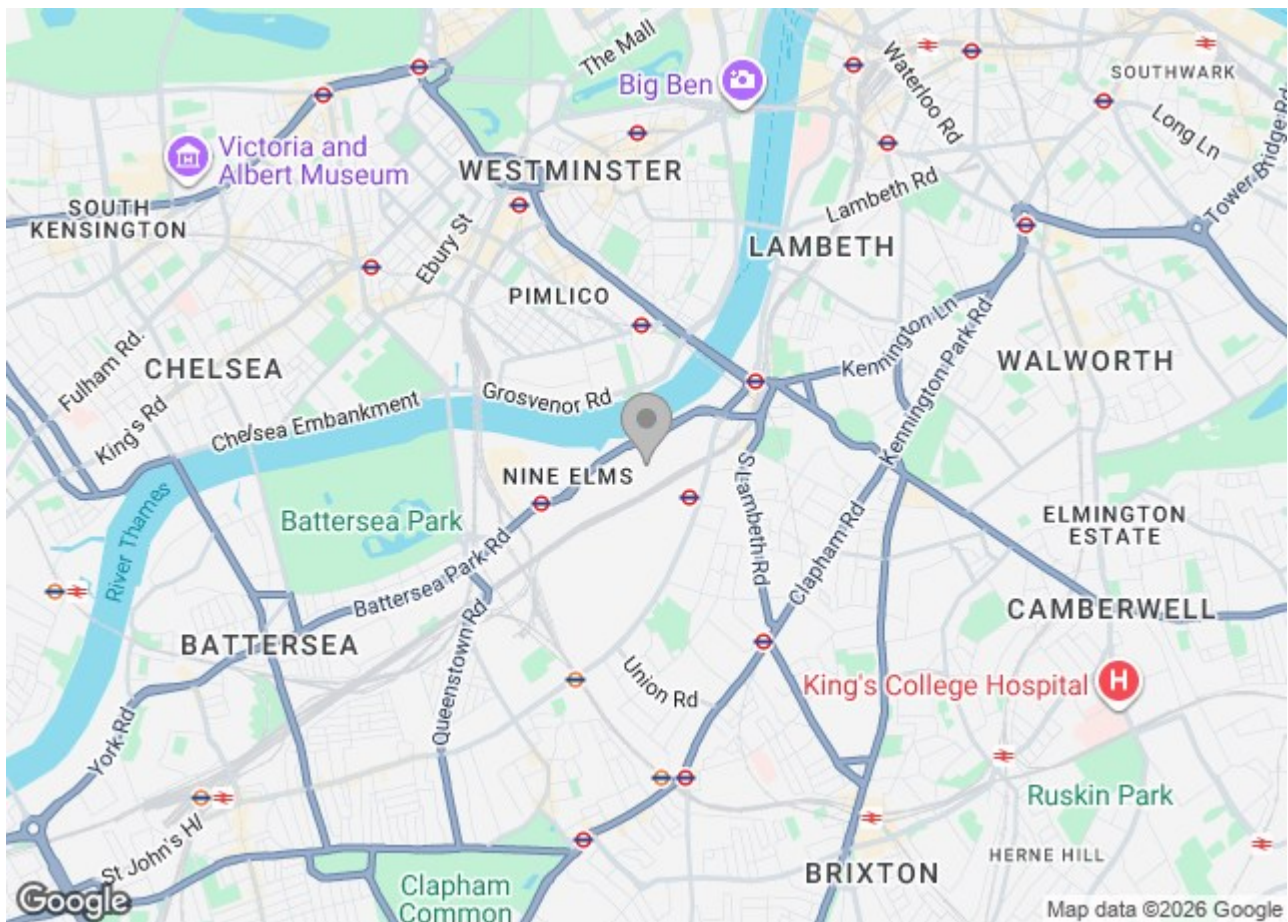 The Mall
Waterloo Rd
SOUTHWARK
Big Ben
Long Ln
Victoria and
Albert Museum
WESTMINSTER
Lambeth Rd
Tower Bridge Rd
SOUTH
KENSINGTON
Ebury St
LAMBETH
PIMLICO
Kennington Ln
Kennington Park Rd
WALWORTH
Fulham Rd.
CHELSEA
King's Rd
Chelsea Embankment
Grosvenor Rd
NINE ELMS
S Lambeth Rd
Clapham Rd
River Thames
Battersea Park
ELMINGTON
ESTATE
Battersea Park Rd
CAMBERWELL
BATTERSEA
Queenstown Rd
Union Rd
King's College Hospital
H
York Rd
Ruskin Park
St John's Hl
HERNE HILL
BRIXTON
Clapham
Common
Google
Map data ©2026 Google